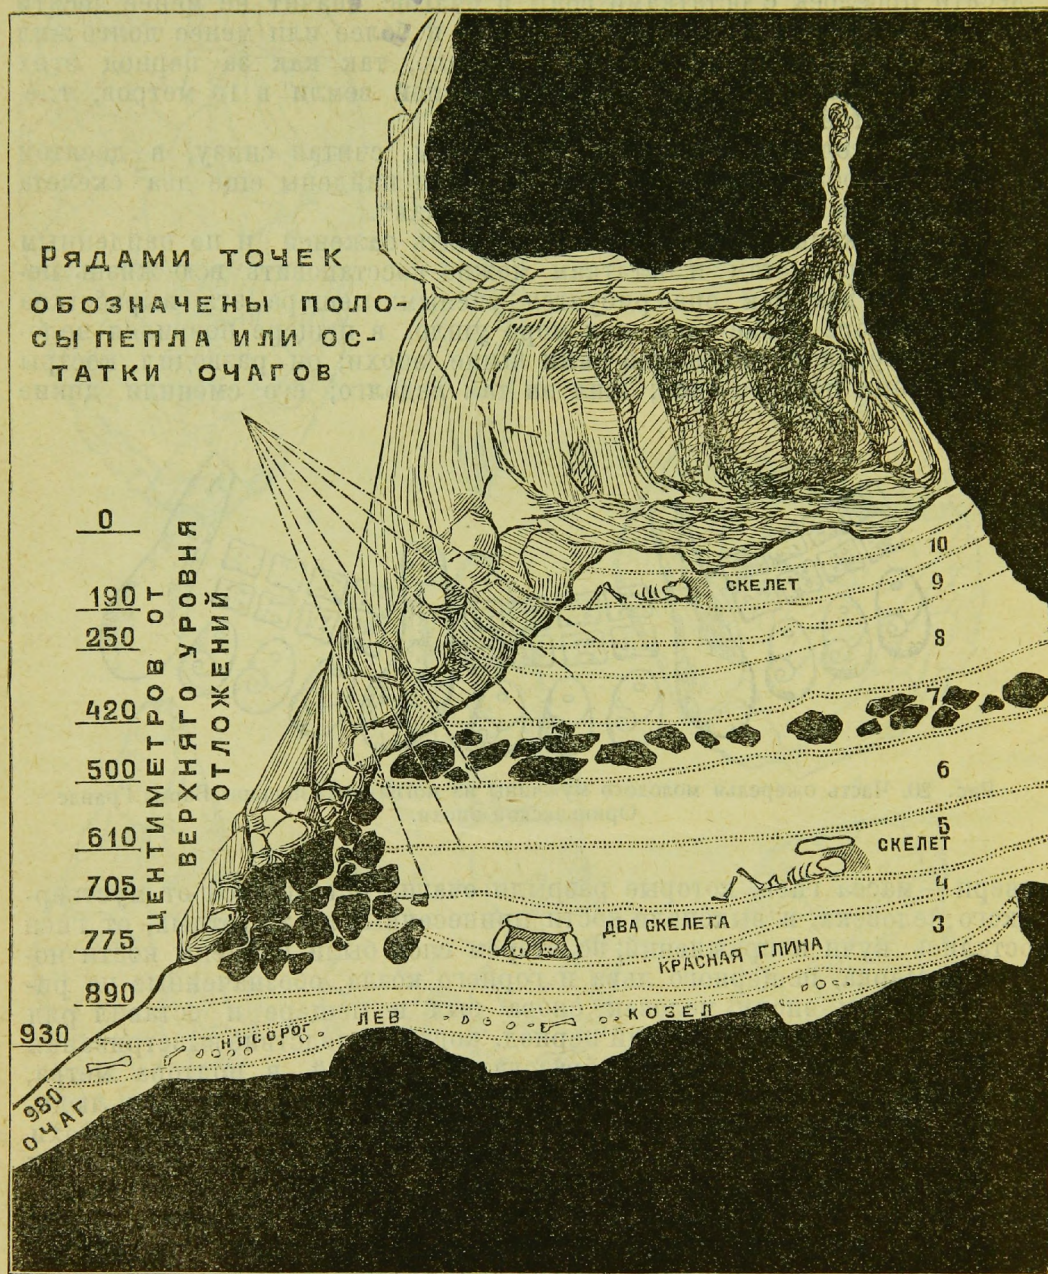 Рядами точек
обозначены поло-
сы пепла или ос-
татки очагов
Центиметров от
верхняго уровня
отложений
0
190
250
420
500
610
705
775
890
930
980
очаг
10
9
скелет
8
7
6
5
скелет
4
два скелета
3
красная глина
козел
лев
носорог